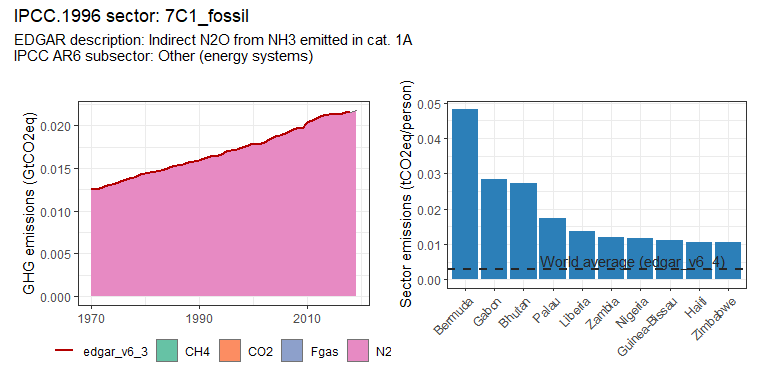 IPCC.1996 sector: 7C1_fossil
EDGAR description: Indirect N2O from NH3 emitted in cat. 1A
IPCC AR6 subsector: Other (energy systems)
GHG emissions (GtCO2eq)
0.020
0.015
0.010
0.005
0.000
1970
1990
2010
edgar_v6_3
CH4
CO2
Fgas
N2
Sector emissions (tCO2eq/person)
0.05
0.04
0.03
0.02
0.01
0.00
World average (edgar_v6_4)
Bermuda
Gabon
Bhutan
Palau
Liberia
Zambia
Nigeria
Guinea-Bissau
Haiti
Zimbabwe